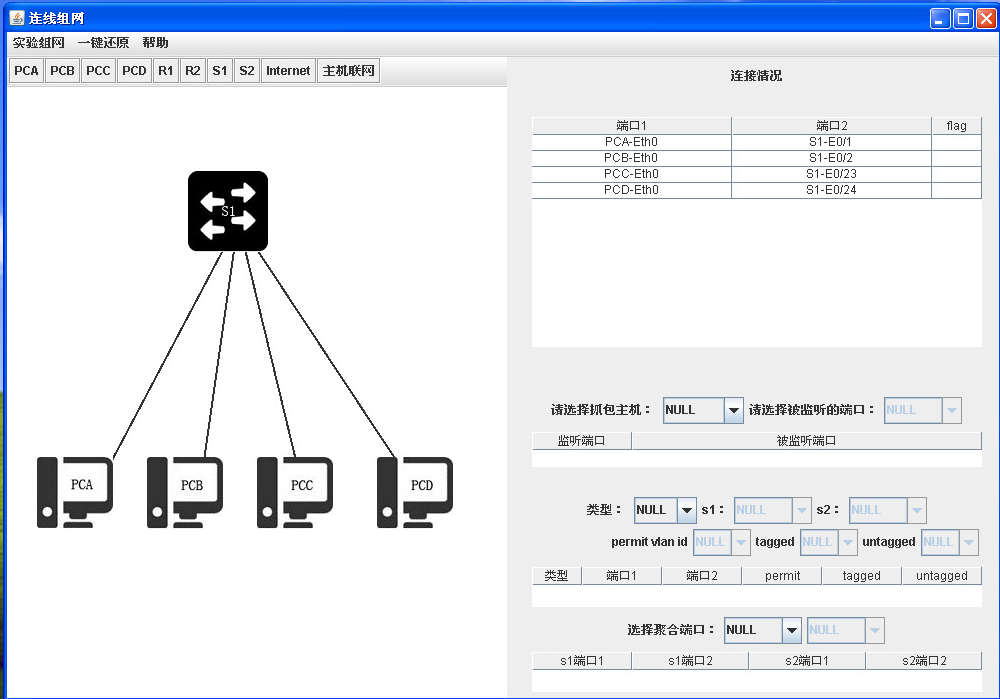 连线组网
实验组网 一键还原 帮助
PCA PCB PCC PCD R1 R2 S1 S2 Internet 主机联网
S1
PCA PCB PCC PCD
连接情况
端口1 端口2 flag
PCA-Eth0 S1-E0/1
PCB-Eth0 S1-E0/2
PCC-Eth0 S1-E0/23
PCD-Eth0 S1-E0/24
请选择抓包主机： NULL 请选择被监听的端口： NULL
监听端口 被监听端口
类型： NULL s1： NULL s2： NULL
permit vlan id NULL tagged NULL untagged NULL
类型 端口1 端口2 permit tagged untagged
选择聚合端口： NULL NULL
s1端口1 s1端口2 s2端口1 s2端口2